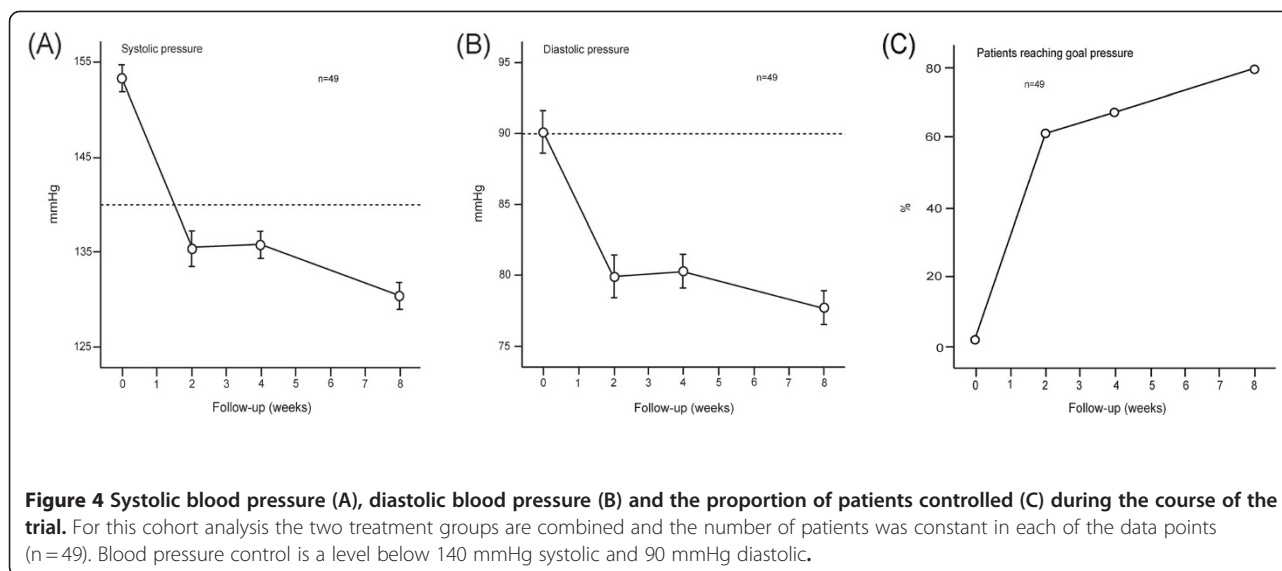 (A)
Systolic pressure
n=49
155
145
135
125
mmHg
0 1 2 3 4 5 6 7 8
Follow-up (weeks)
(B)
Diastolic pressure
n=49
95
90
85
80
75
mmHg
0 1 2 3 4 5 6 7 8
Follow-up (weeks)
(C)
Patients reaching goal pressure
n=49
80
60
40
20
0
%
0 1 2 3 4 5 6 7 8
Follow-up (weeks)
Figure 4 Systolic blood pressure (A), diastolic blood pressure (B) and the proportion of patients controlled (C) during the course of the
trial. For this cohort analysis the two treatment groups are combined and the number of patients was constant in each of the data points
(n = 49). Blood pressure control is a level below 140 mmHg systolic and 90 mmHg diastolic.